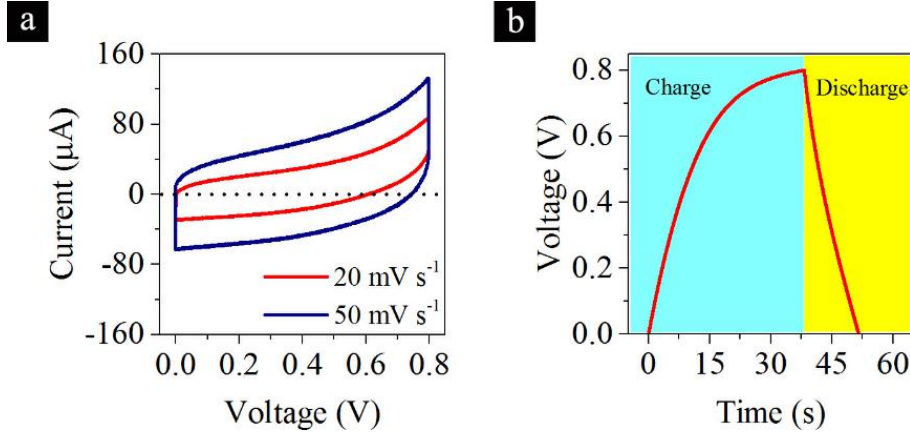 a
160
80
0
-80
-160
Current (μA)
20 mV s⁻¹
50 mV s⁻¹
0.0 0.2 0.4 0.6 0.8
Voltage (V)
b
0.8
0.6
0.4
0.2
0.0
Voltage (V)
Charge
Discharge
0 15 30 45 60
Time (s)